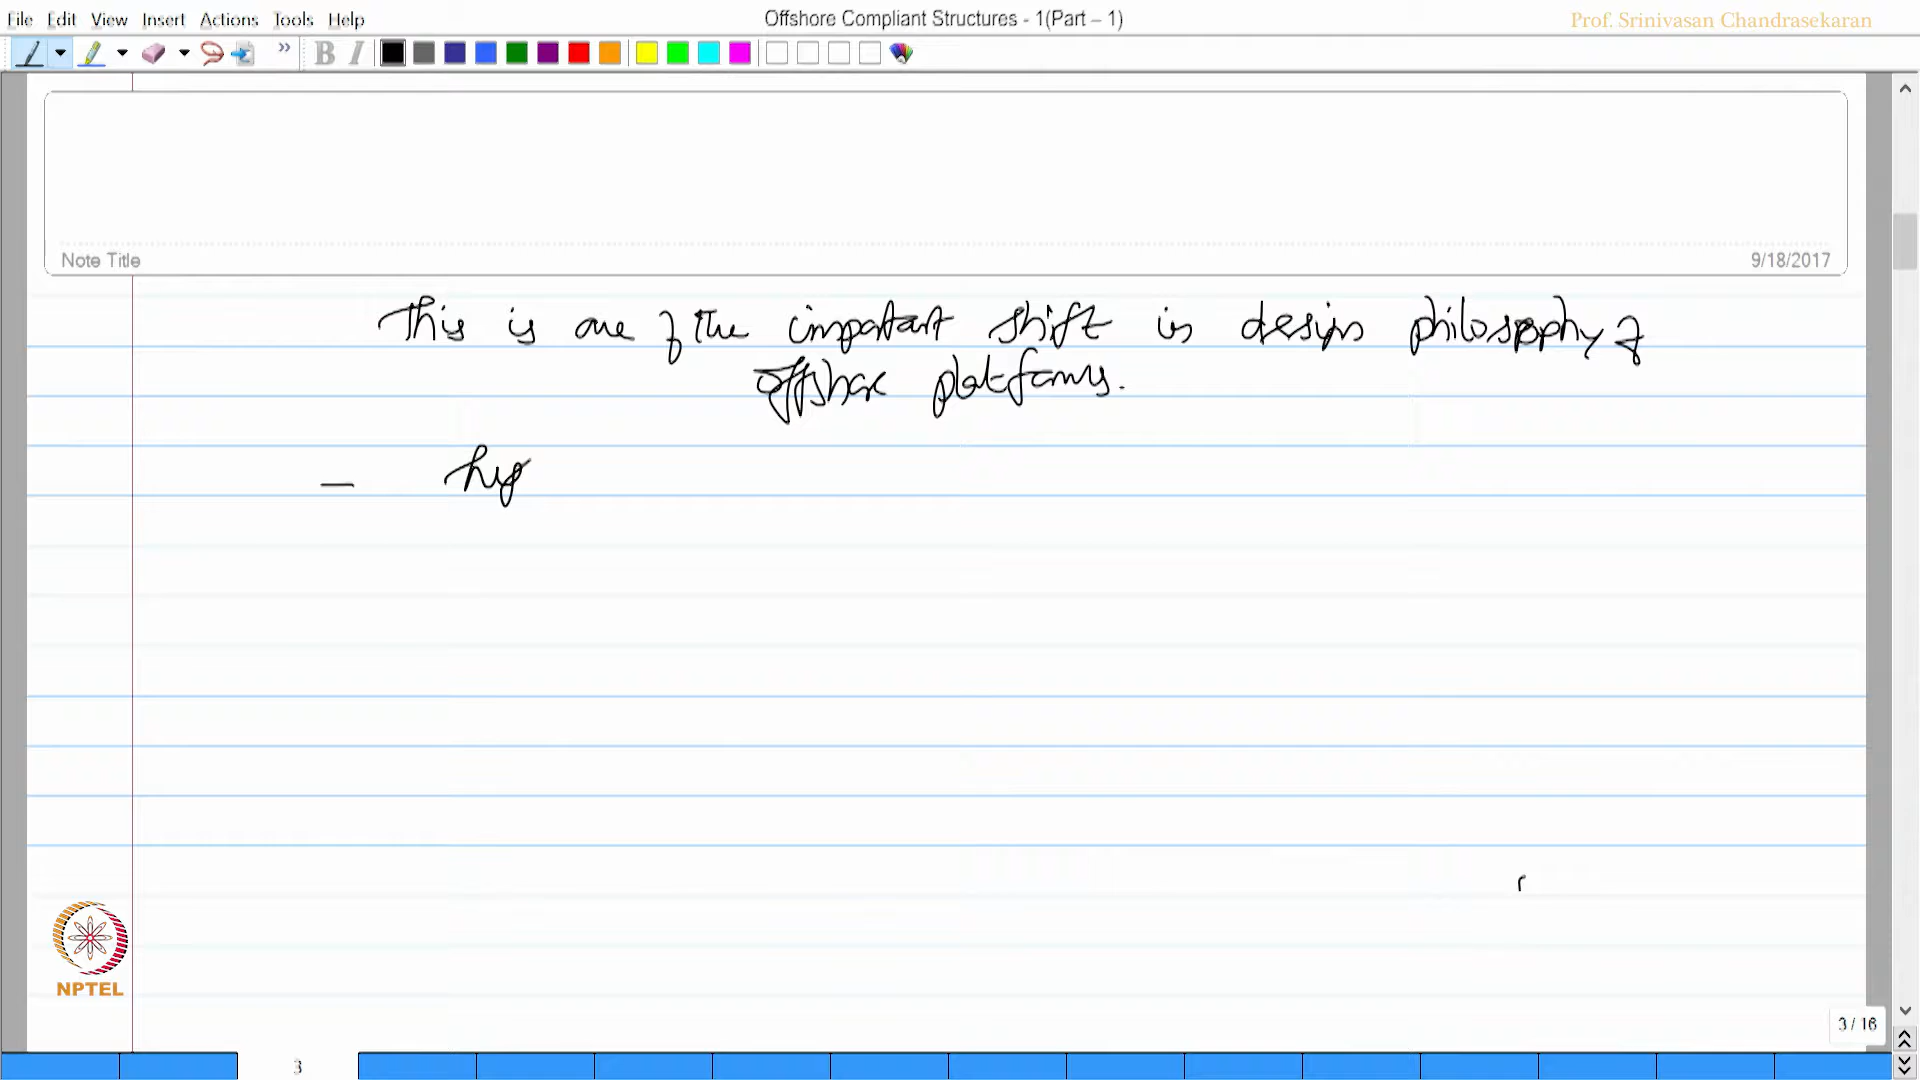 File Edit View Insert Actions Tools Help
Offshore Compliant Structures - 1(Part – 1)
Prof. Srinivasan Chandrasekaran
B I
Note Title
9/18/2017
This is one of the important shift in design philosophy of
offshore platforms.
NPTEL
3 / 16
3